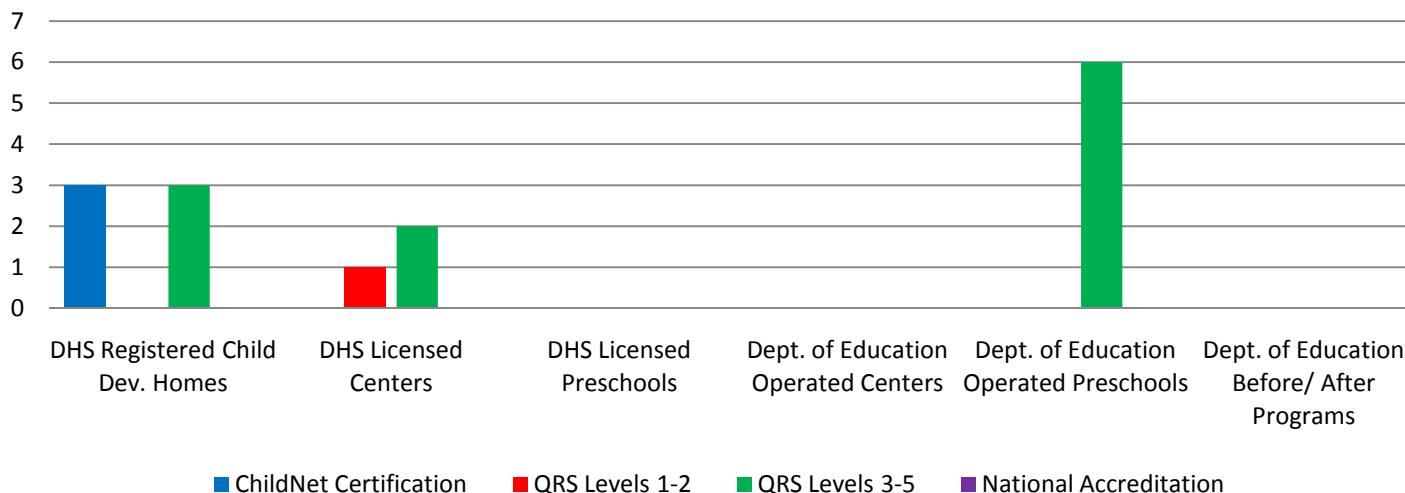 7
6
5
4
3
2
1
0
DHS Registered Child
Dev. Homes
DHS Licensed
Centers
DHS Licensed
Preschools
Dept. of Education
Operated Centers
Dept. of Education
Operated Preschools
Dept. of Education
Before/ After
Programs
ChildNet Certification
QRS Levels 1-2
QRS Levels 3-5
National Accreditation